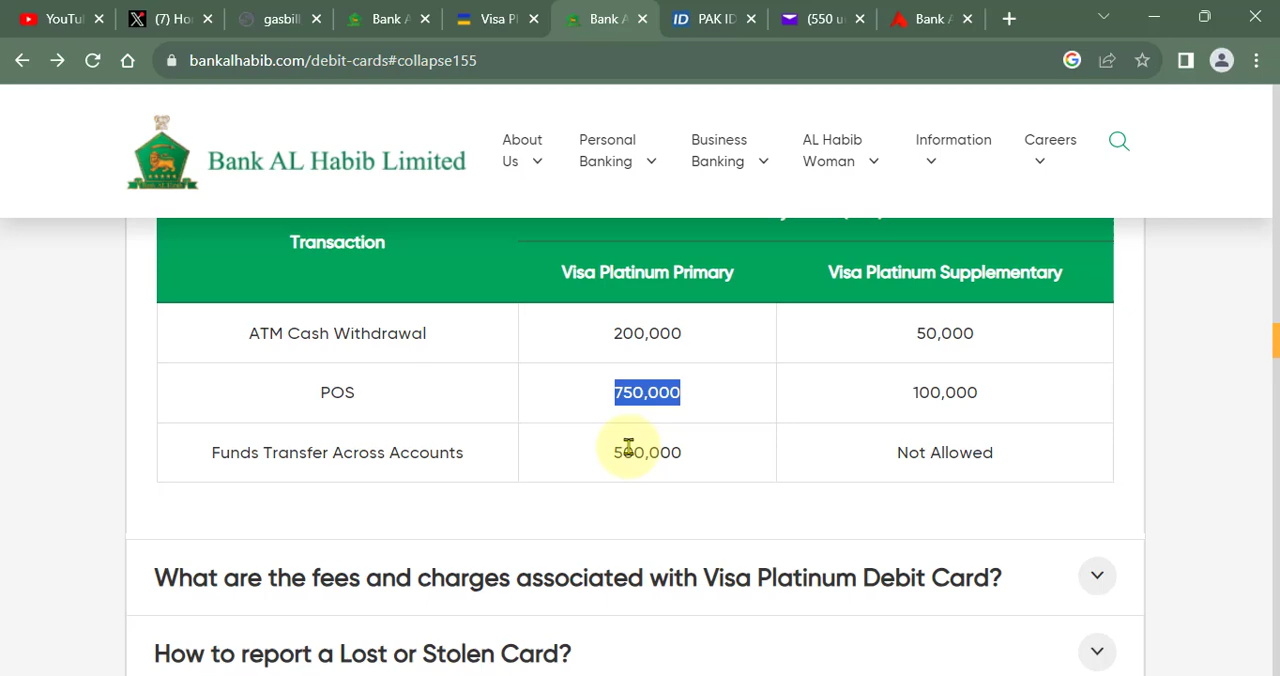 YouTu
(7) Ho
gasbill
Bank A
Visa P
Bank A
ID PAK ID
(550 u
Bank A
bankalhabib.com/debit-cards#collapse155
Bank AL Habib Limited
About Us
Personal Banking
Business Banking
AL Habib Woman
Information
Careers
Transaction
Visa Platinum Primary
Visa Platinum Supplementary
ATM Cash Withdrawal
200,000
50,000
POS
750,000
100,000
Funds Transfer Across Accounts
500,000
Not Allowed
What are the fees and charges associated with Visa Platinum Debit Card?
How to report a Lost or Stolen Card?